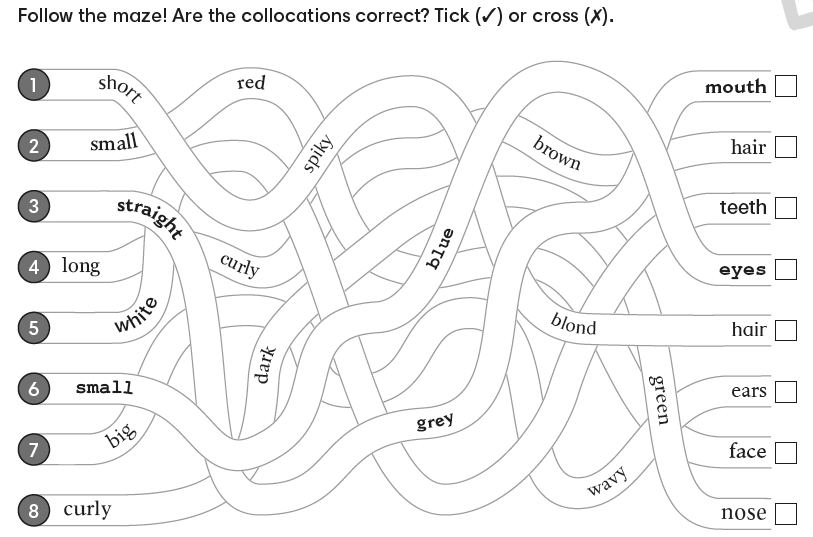 Follow the maze! Are the collocations correct? Tick (✓) or cross (✗).
1 short red mouth
2 small spiky brown hair
3 straight teeth
4 long curly blue eyes
5 white blond hair
6 small dark green ears
7 big grey face
8 curly wavy nose